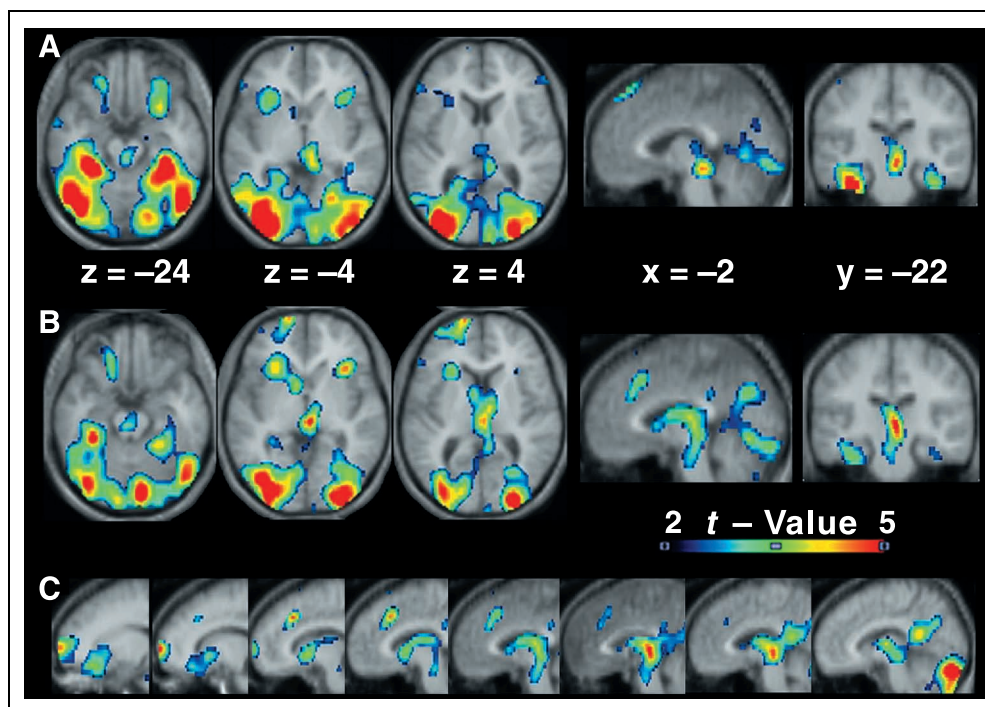 A
z = –24 z = –4 z = 4 x = –2 y = –22
B
2 t – Value 5
C